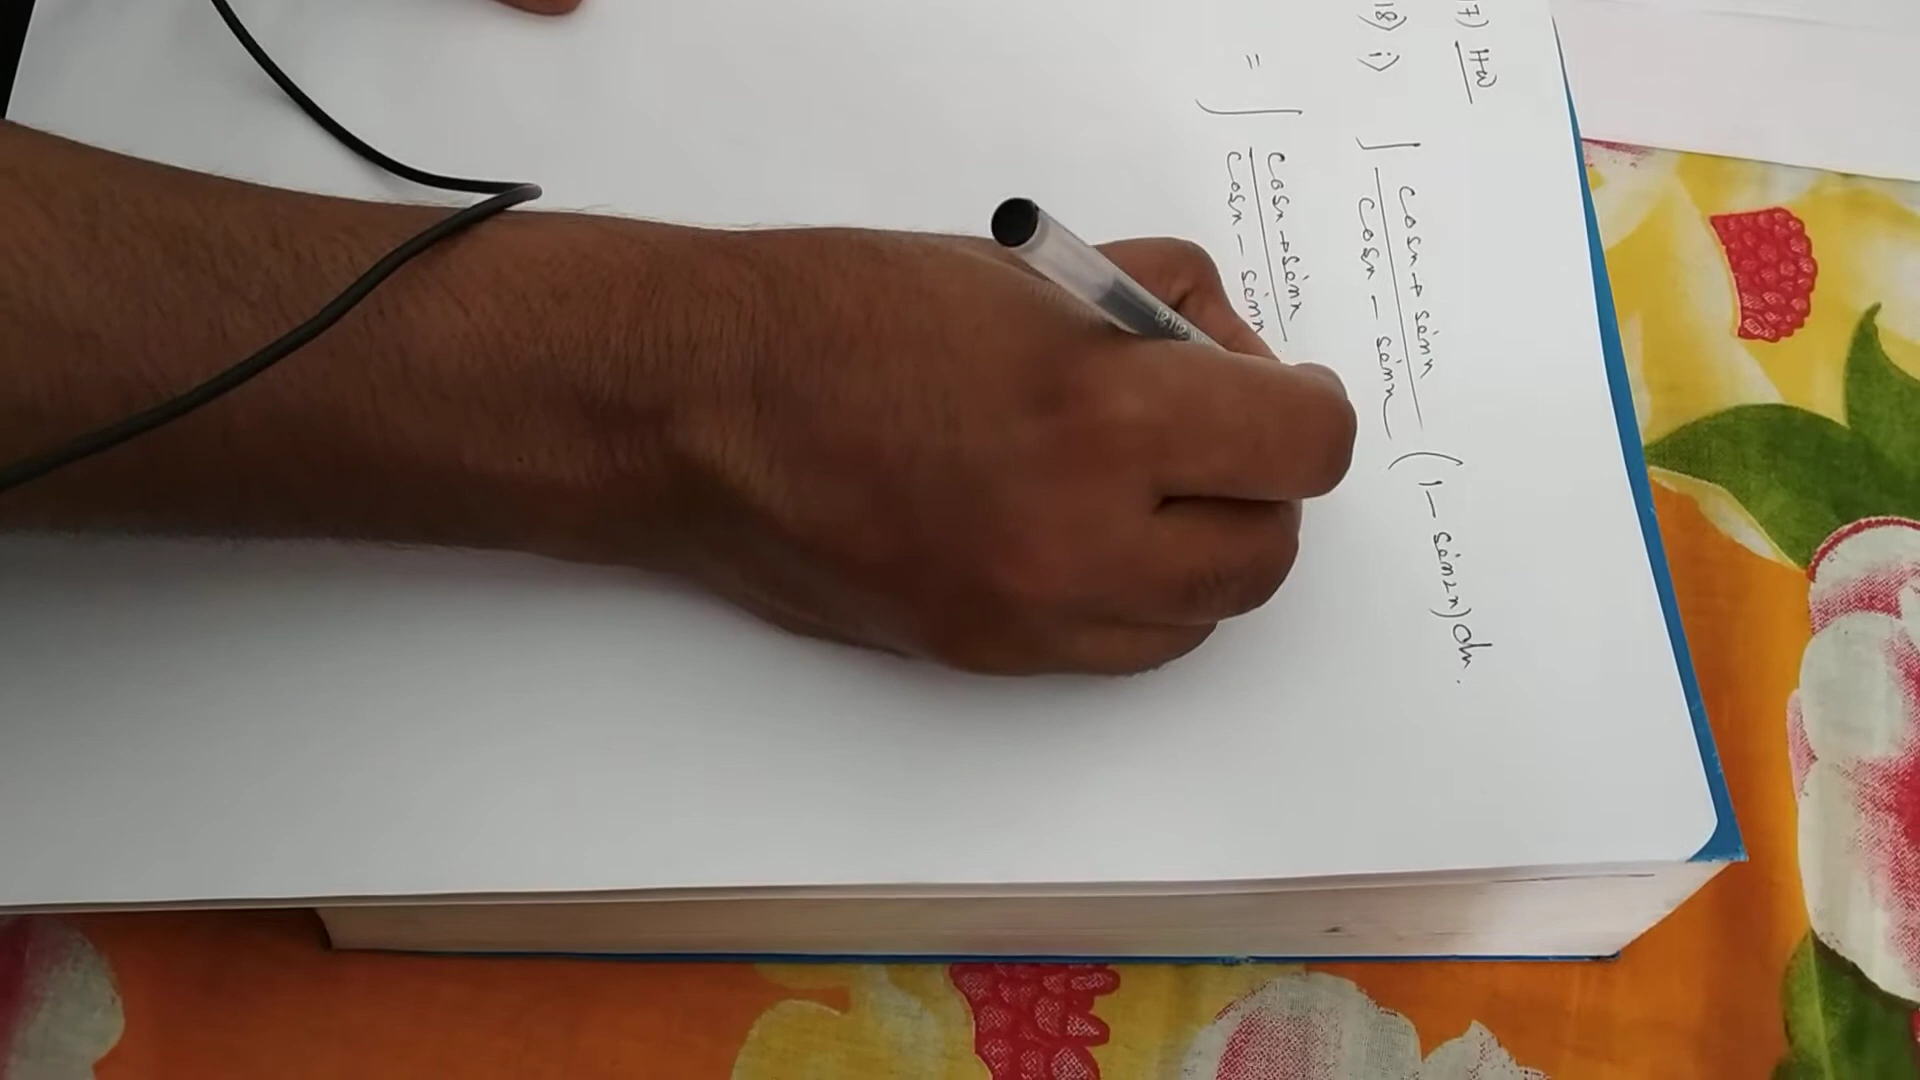 17) HW
18) i) ∫ cosx + sinx / cosx - sinx (1 - sin2x) dx.
= ∫ cosx + sinx / cosx - sinx